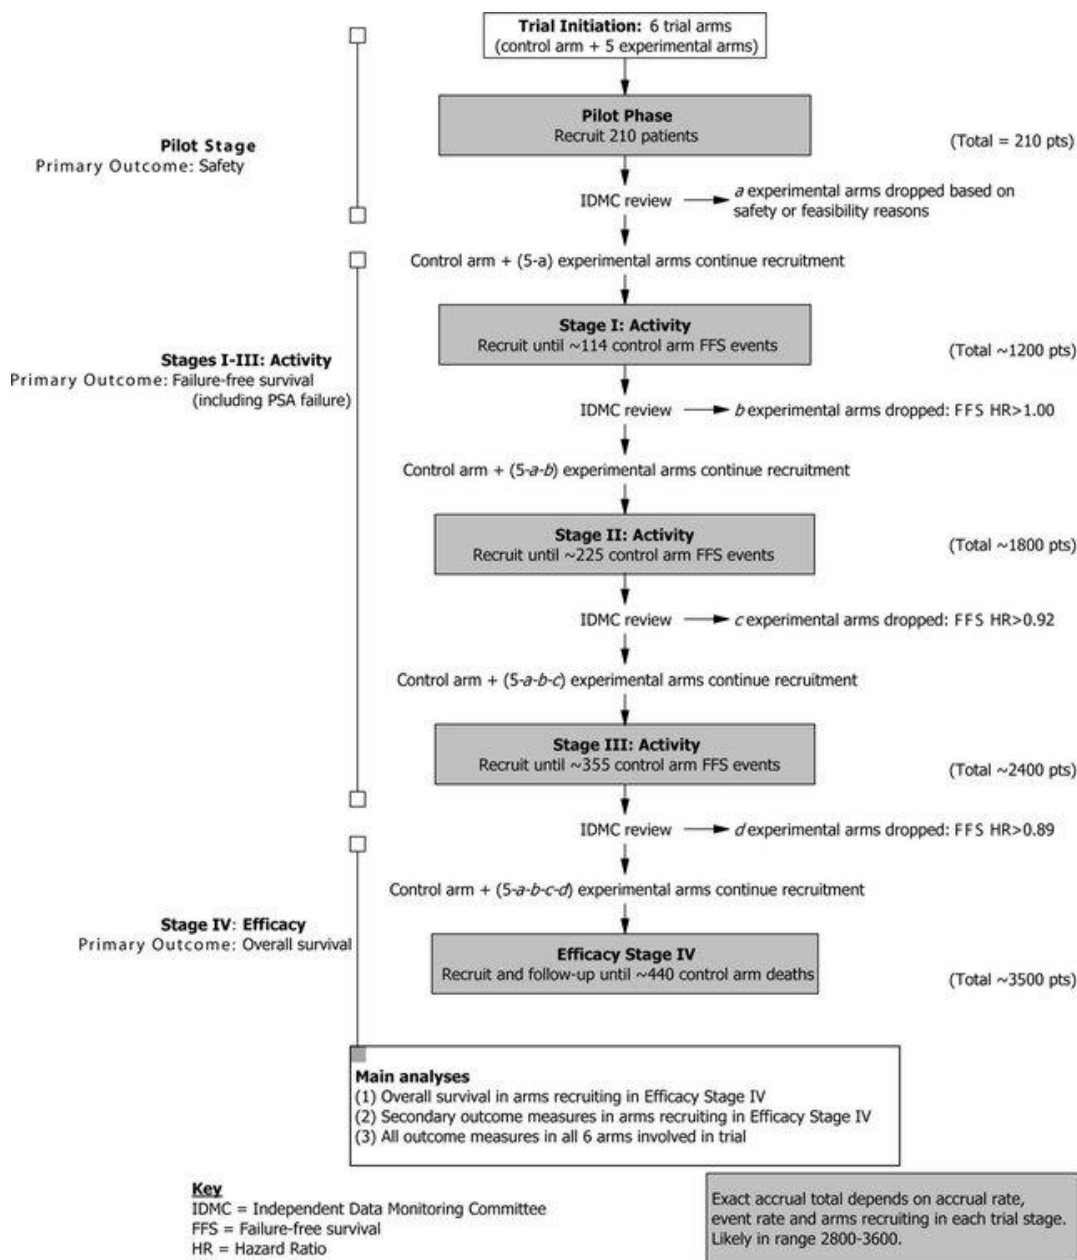 Trial Initiation: 6 trial arms
(control arm + 5 experimental arms)
Pilot Phase
Recruit 210 patients
(Total = 210 pts)
Pilot Stage
Primary Outcome: Safety
IDMC review
a experimental arms dropped based on
safety or feasibility reasons
Control arm + (5-a) experimental arms continue recruitment
Stage I: Activity
Recruit until ~114 control arm FFS events
(Total ~1200 pts)
Stages I-III: Activity
Primary Outcome: Failure-free survival
(including PSA failure)
IDMC review
b experimental arms dropped: FFS HR>1.00
Control arm + (5-a-b) experimental arms continue recruitment
Stage II: Activity
Recruit until ~225 control arm FFS events
(Total ~1800 pts)
IDMC review
c experimental arms dropped: FFS HR>0.92
Control arm + (5-a-b-c) experimental arms continue recruitment
Stage III: Activity
Recruit until ~355 control arm FFS events
(Total ~2400 pts)
IDMC review
d experimental arms dropped: FFS HR>0.89
Control arm + (5-a-b-c-d) experimental arms continue recruitment
Stage IV: Efficacy
Primary Outcome: Overall survival
Efficacy Stage IV
Recruit and follow-up until ~440 control arm deaths
(Total ~3500 pts)
Main analyses
(1) Overall survival in arms recruiting in Efficacy Stage IV
(2) Secondary outcome measures in arms recruiting in Efficacy Stage IV
(3) All outcome measures in all 6 arms involved in trial
Key
IDMC = Independent Data Monitoring Committee
FFS = Failure-free survival
HR = Hazard Ratio
Exact accrual total depends on accrual rate,
event rate and arms recruiting in each trial stage.
Likely in range 2800-3600.